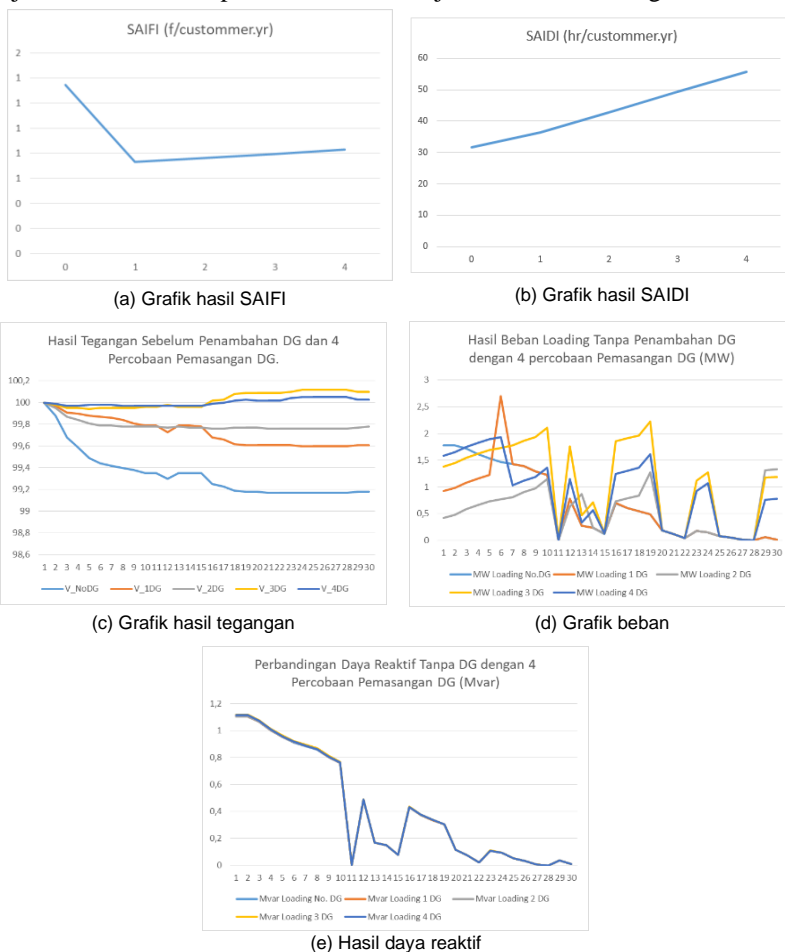 SAIFI (f/custommer.yr)
2
1
1
1
1
1
0
0
0
0 1 2 3 4
(a) Grafik hasil SAIFI
SAIDI (hr/custommer.yr)
60
50
40
30
20
10
0
0 1 2 3 4
(b) Grafik hasil SAIDI
Hasil Tegangan Sebelum Penambahan DG dan 4
Percobaan Pemasangan DG.
100,2
100
99,8
99,6
99,4
99,2
99
98,8
98,6
1 2 3 4 5 6 7 8 9 10 11 12 13 14 15 16 17 18 19 20 21 22 23 24 25 26 27 28 29 30
V_NoDG V_1DG V_2DG V_3DG V_4DG
(c) Grafik hasil tegangan
Hasil Beban Loading Tanpa Penambahan DG
dengan 4 percobaan Pemasangan DG (MW)
3
2,5
2
1,5
1
0,5
0
1 2 3 4 5 6 7 8 9 10 11 12 13 14 15 16 17 18 19 20 21 22 23 24 25 26 27 28 29 30
MW Loading No.DG MW Loading 1 DG MW Loading 2 DG
MW Loading 3 DG MW Loading 4 DG
(d) Grafik beban
Perbandingan Daya Reaktif Tanpa DG dengan 4
Percobaan Pemasangan DG (Mvar)
1,2
1
0,8
0,6
0,4
0,2
0
1 2 3 4 5 6 7 8 9 10 11 12 13 14 15 16 17 18 19 20 21 22 23 24 25 26 27 28 29 30
Mvar Loading No. DG Mvar Loading 1 DG Mvar Loading 2 DG
Mvar Loading 3 DG Mvar Loading 4 DG
(e) Hasil daya reaktif